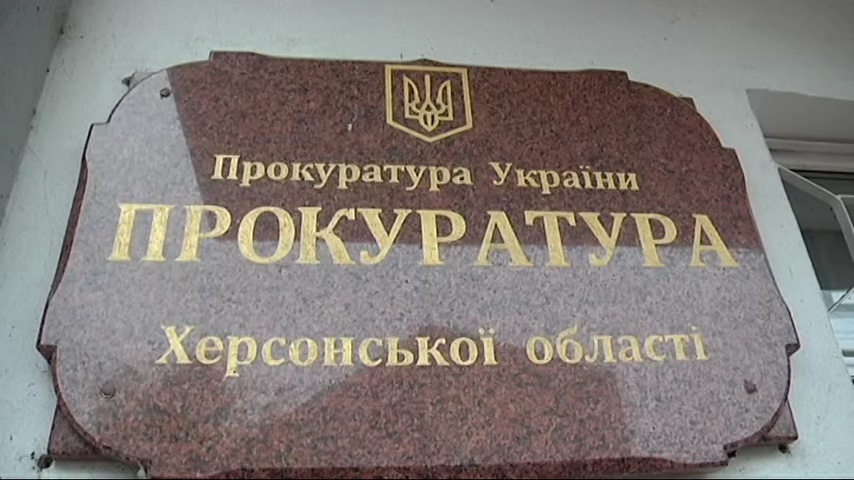 Прокуратура України
ПРОКУРАТУРА
Херсонської області